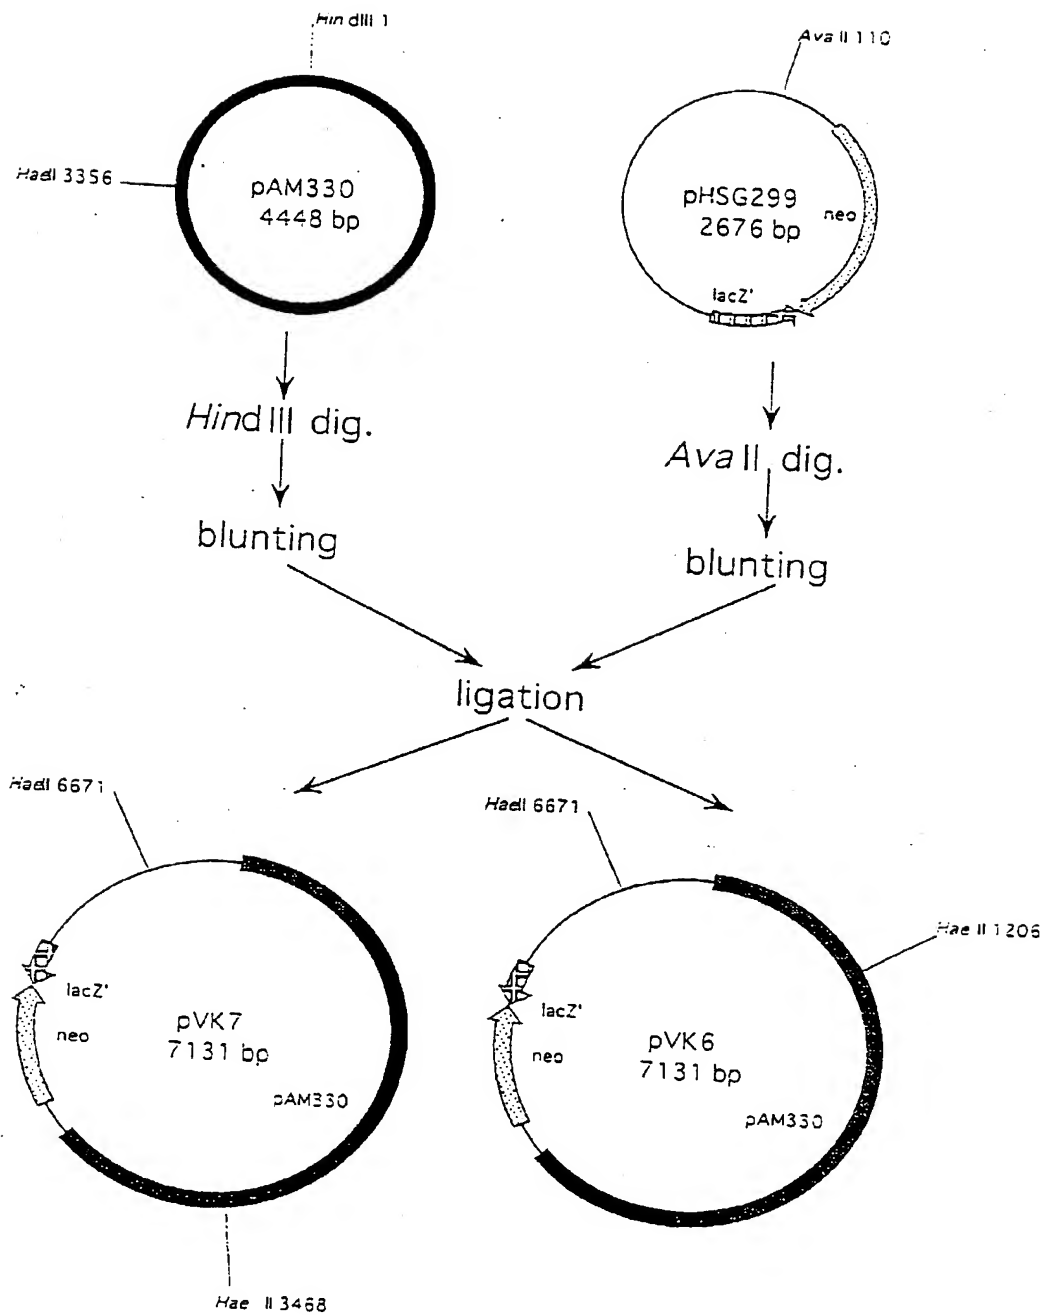 Hin dIII 1
Ava II 110
HaeII 3356
pAM330
4448 bp
pHSG299
2676 bp
neo
lacZ'
Hind III dig.
Ava II dig.
blunting
blunting
ligation
HaeII 6671
HaeII 6671
Hae II 1206
lacZ'
neo
pVK7
7131 bp
pAM330
lacZ'
neo
pVK6
7131 bp
pAM330
Hae II 3468